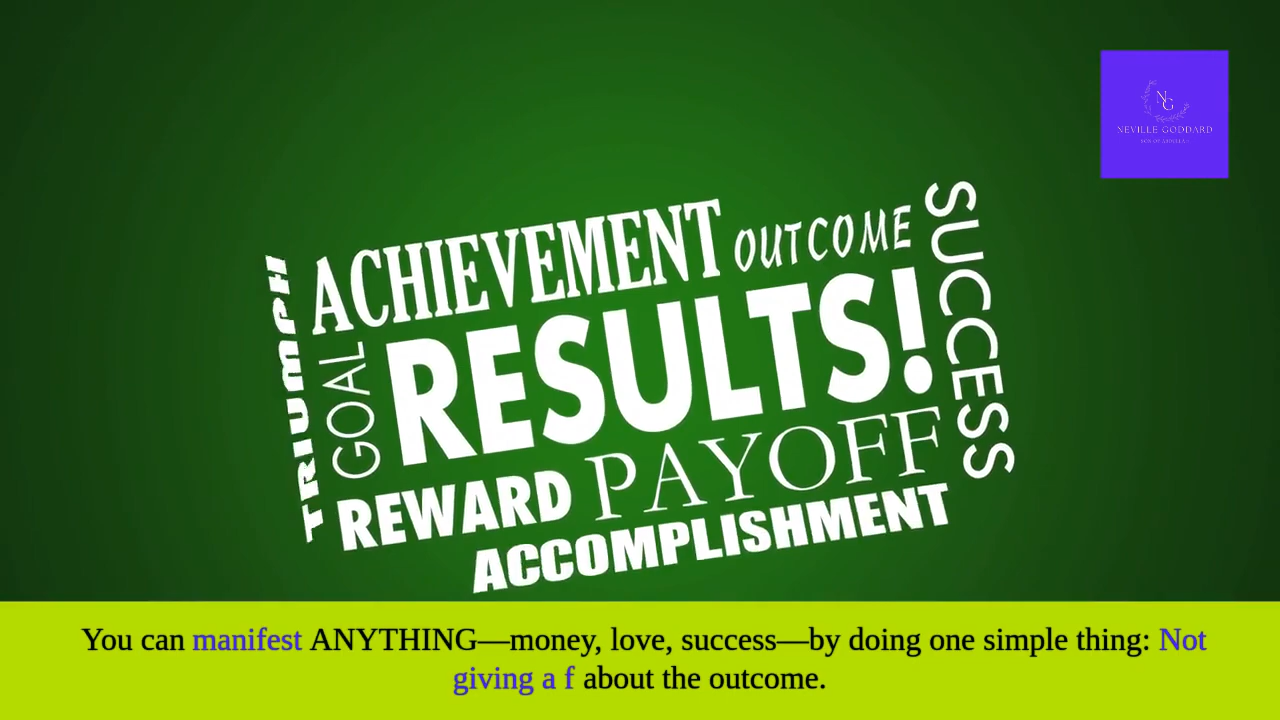 NG
NEVILLE GODDARD
TRIUMPH
ACHIEVEMENT
OUTCOME
SUCCESS
GOAL
RESULTS!
REWARD
PAYOFF
ACCOMPLISHMENT
You can manifest ANYTHING—money, love, success—by doing one simple thing: Not
giving a f about the outcome.